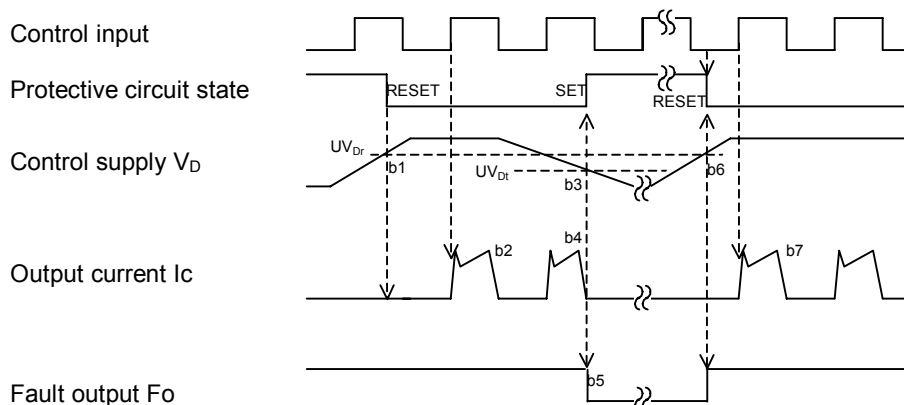 Control input
Protective circuit state
RESET
SET
RESET
Control supply VD
UVDr
b1
UVDt
b3
b6
Output current Ic
b2
b4
b7
Fault output Fo
b5